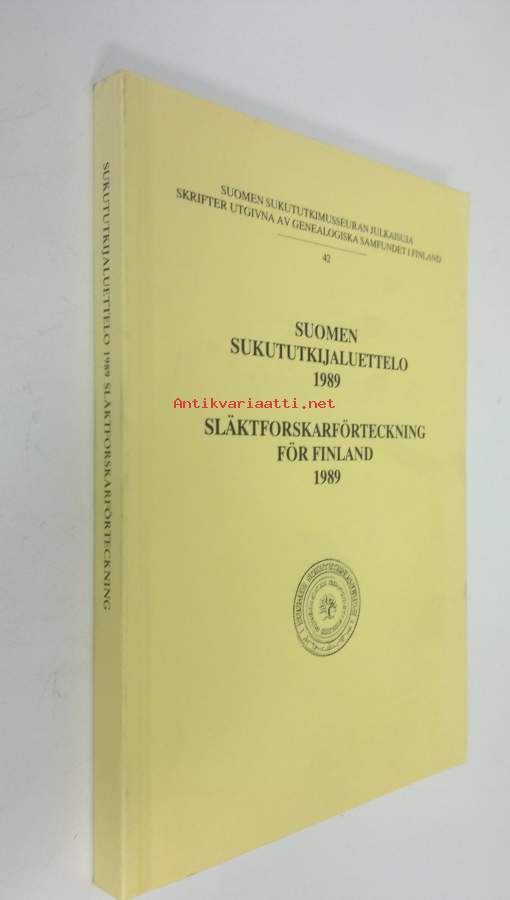 SUOMEN SUKUTUTKIMUSSEURAN JULKAISUJA
SKRIFTER UTGIVNA AV GENEALOGISKA SAMFUNDET I FINLAND
42
SUOMEN
SUKUTUTKIJALUETTELO
1989
Antikvariaatti.net
SLÄKTFORSKARFÖRTECKNING
FÖR FINLAND
1989
SUKUTUTKIJALUETTELO 1989 SLÄKTFORSKARFÖRTECKNING